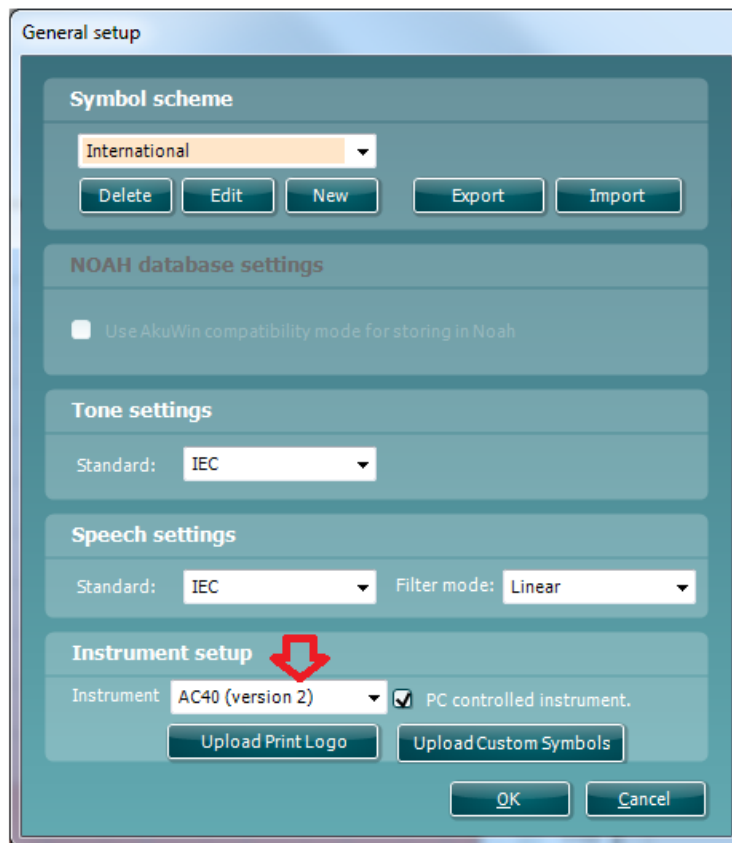 General setup
Symbol scheme
International
Delete Edit New Export Import
NOAH database settings
Use AkuWin compatibility mode for storing in Noah
Tone settings
Standard: IEC
Speech settings
Standard: IEC Filter mode: Linear
Instrument setup
Instrument AC40 (version 2) PC controlled instrument.
Upload Print Logo Upload Custom Symbols
OK Cancel